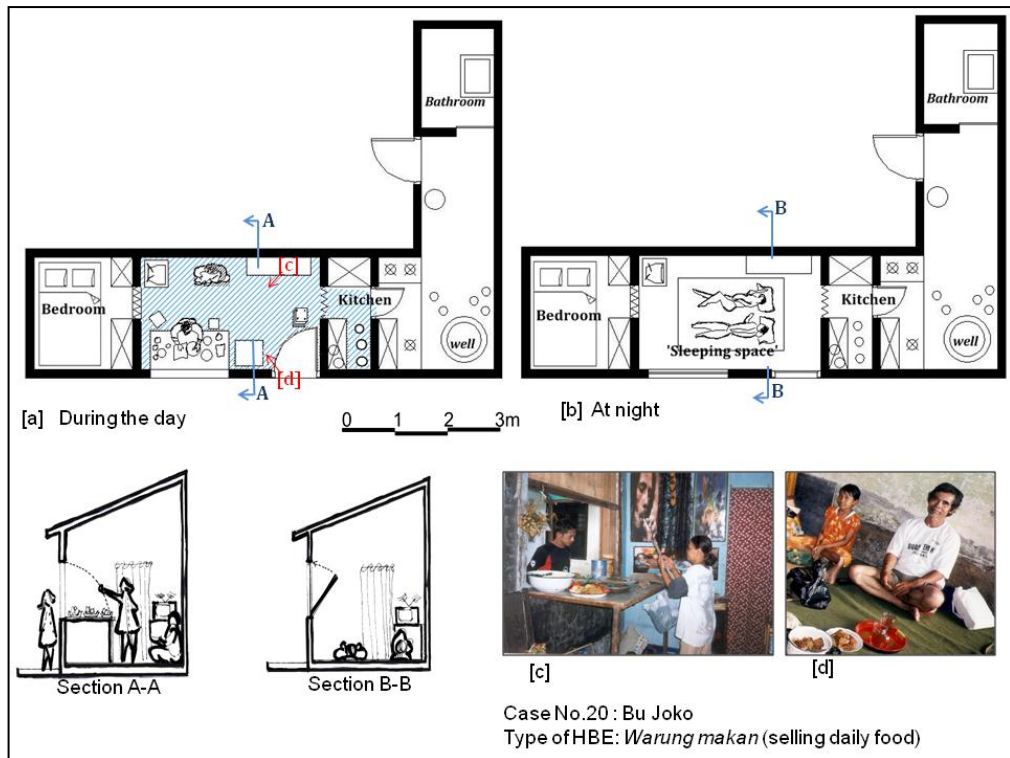 Bathroom
Bathroom
A
B
[c]
Bedroom
Kitchen
well
Bedroom
Kitchen
well
'Sleeping space'
[d]
A
B
[a] During the day
[b] At night
0 1 2 3m
Section A-A
Section B-B
[c]
[d]
Case No.20 : Bu Joko
Type of HBE: Warung makan (selling daily food)